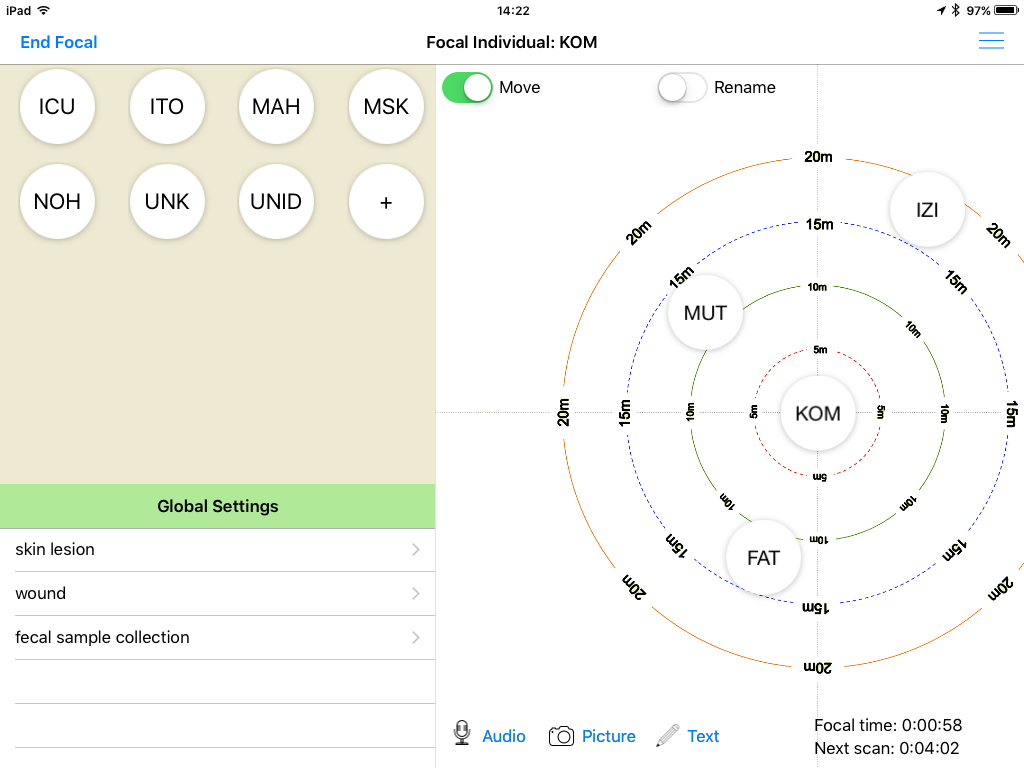 iPad 14:22 97%
End Focal Focal Individual: KOM
ICU ITO MAH MSK
NOH UNK UNID +
Global Settings
skin lesion
wound
fecal sample collection
Move Rename
20m
IZI
20m 15m 20m
15m 15m
10m
MUT 10m
5m
20m 15m 10m 5m KOM 5m 10m 15m
5m
10m 10m
10m
15m FAT 15m
20m 15m 20m
20m
Audio Picture Text
Focal time: 0:00:58
Next scan: 0:04:02